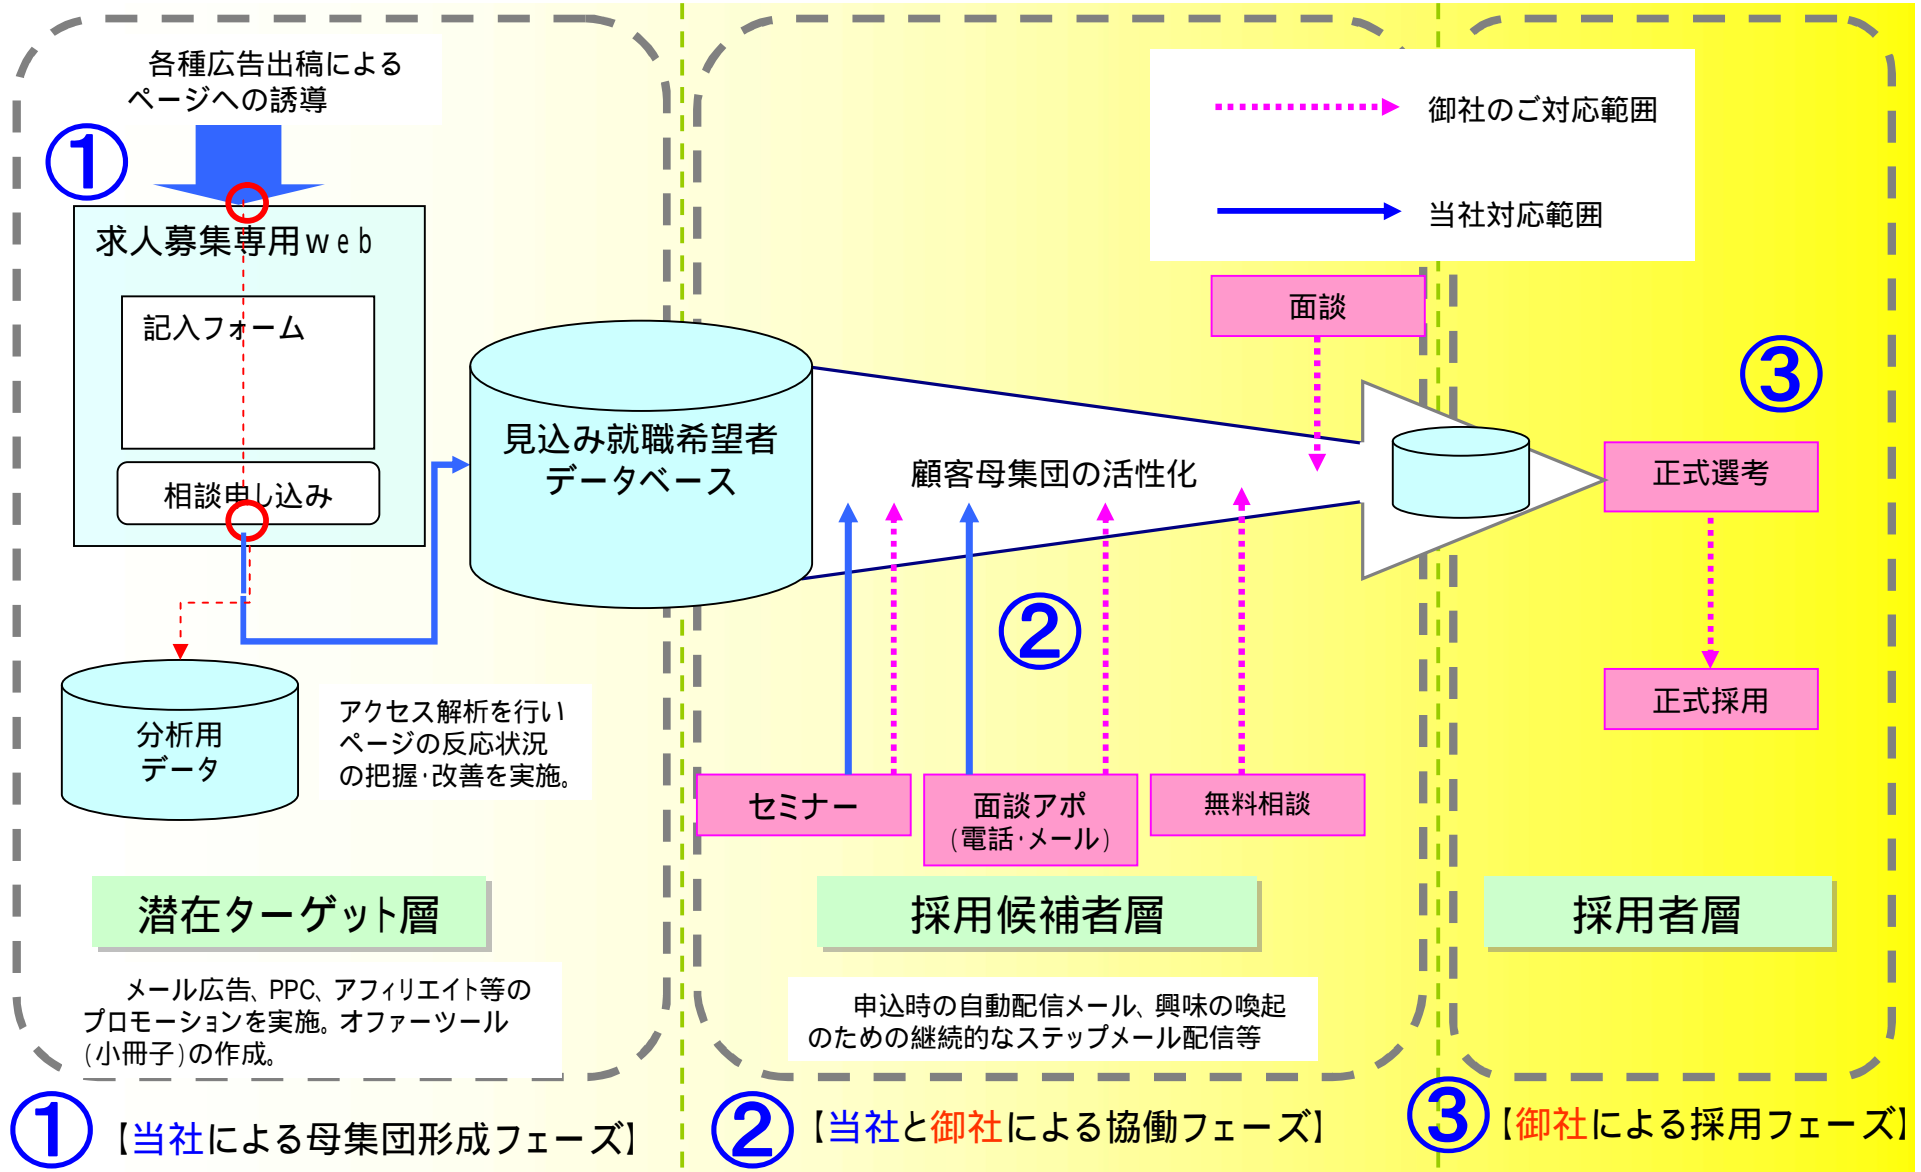 各種広告出稿による
ページへの誘導
①
求人募集専用ｗｅｂ
記入フォーム
相談申し込み
見込み就職希望者
データベース
分析用
データ
アクセス解析を行い
ページの反応状況
の把握・改善を実施。
潜在ターゲット層
メール広告、PPC、アフィリエイト等の
プロモーションを実施。オファーツール
(小冊子)の作成。
①
【当社による母集団形成フェーズ】
御社のご対応範囲
当社対応範囲
面談
顧客母集団の活性化
②
セミナー
面談アポ
(電話・メール)
無料相談
採用候補者層
申込時の自動配信メール、興味の喚起
のための継続的なステップメール配信等
②
【当社と御社による協働フェーズ】
③
正式選考
正式採用
採用者層
③
【御社による採用フェーズ】